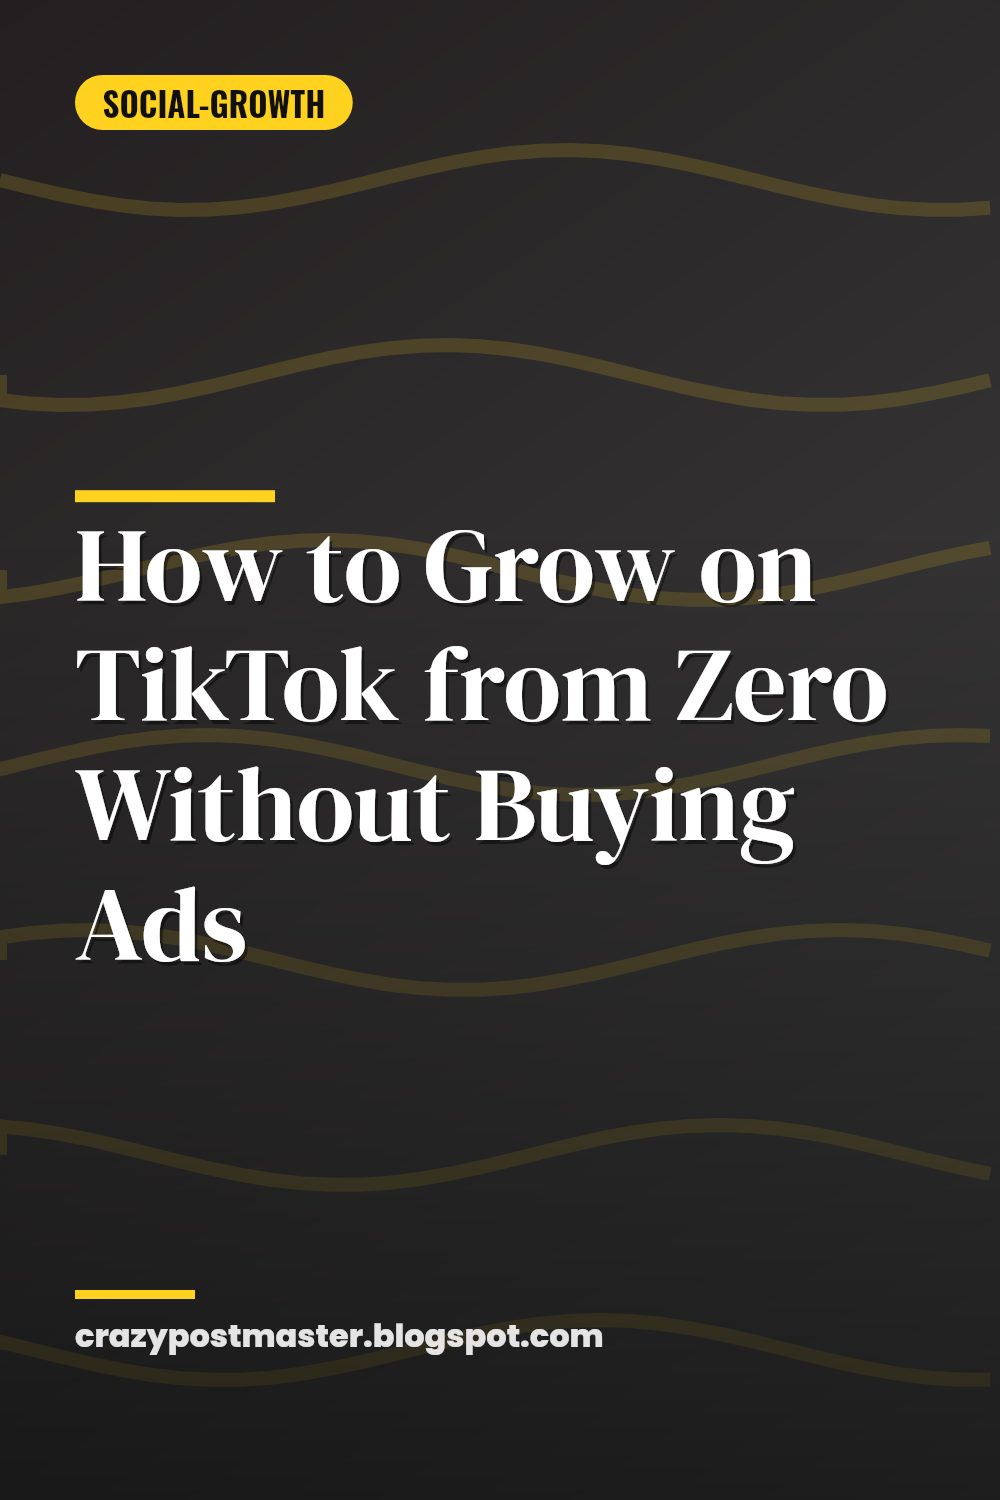 SOCIAL-GROWTH
How to Grow on
TikTok from Zero
Without Buying
Ads
crazypostmaster.blogspot.com